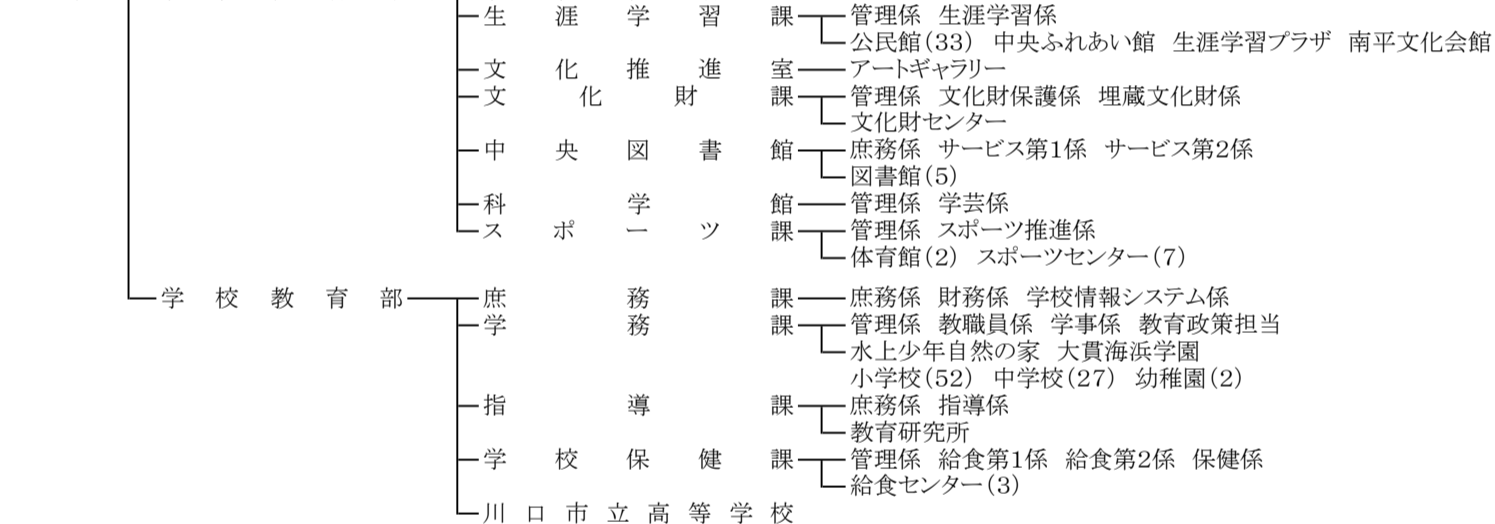 生涯学習課 管理係 生涯学習係
公民館(33) 中央ふれあい館 生涯学習プラザ 南平文化会館
文化推進室 アートギャラリー
文化財課 管理係 文化財保護係 埋蔵文化財係
文化財センター
中央図書館 庶務係 サービス第1係 サービス第2係
図書館(5)
科学館 管理係 学芸係
スポーツ課 管理係 スポーツ推進係
体育館(2) スポーツセンター(7)
学校教育部 庶務課 庶務係 財務係 学校情報システム係
学務課 管理係 教職員係 学事係 教育政策担当
水上少年自然の家 大貫海浜学園
小学校(52) 中学校(27) 幼稚園(2)
指導課 庶務係 指導係
教育研究所
学校保健課 管理係 給食第1係 給食第2係 保健係
給食センター(3)
川口市立高等学校